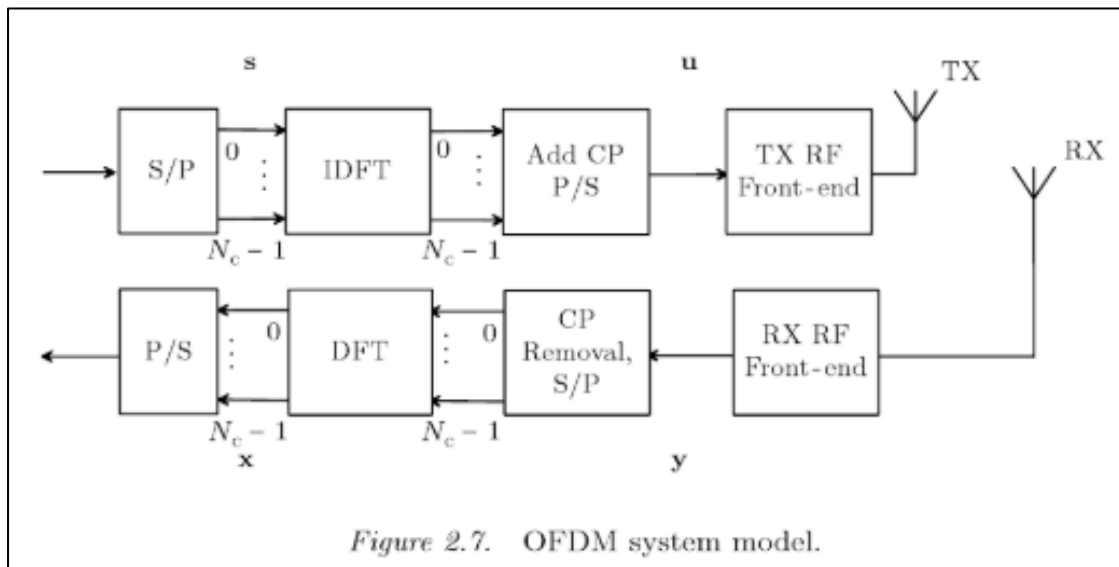 s
u
TX
S/P
0
⋮
N_c − 1
IDFT
0
⋮
N_c − 1
Add CP
P/S
TX RF
Front-end
RX
P/S
0
⋮
N_c − 1
DFT
0
⋮
N_c − 1
CP
Removal,
S/P
RX RF
Front-end
x
y
Figure 2.7. OFDM system model.